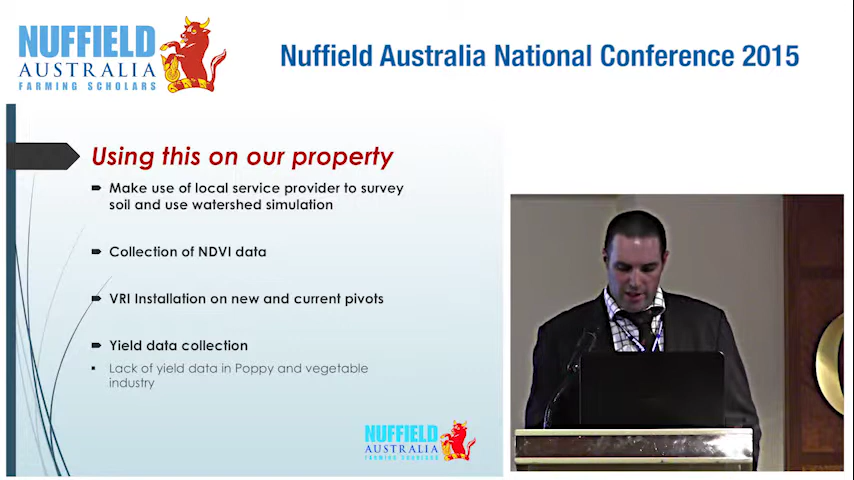 NUFFIELD
AUSTRALIA
FARMING SCHOLARS
Nuffield Australia National Conference 2015
Using this on our property
Make use of local service provider to survey
soil and use watershed simulation
Collection of NDVI data
VRI Installation on new and current pivots
Yield data collection
Lack of yield data in Poppy and vegetable
industry
NUFFIELD
AUSTRALIA
FARMING SCHOLARS